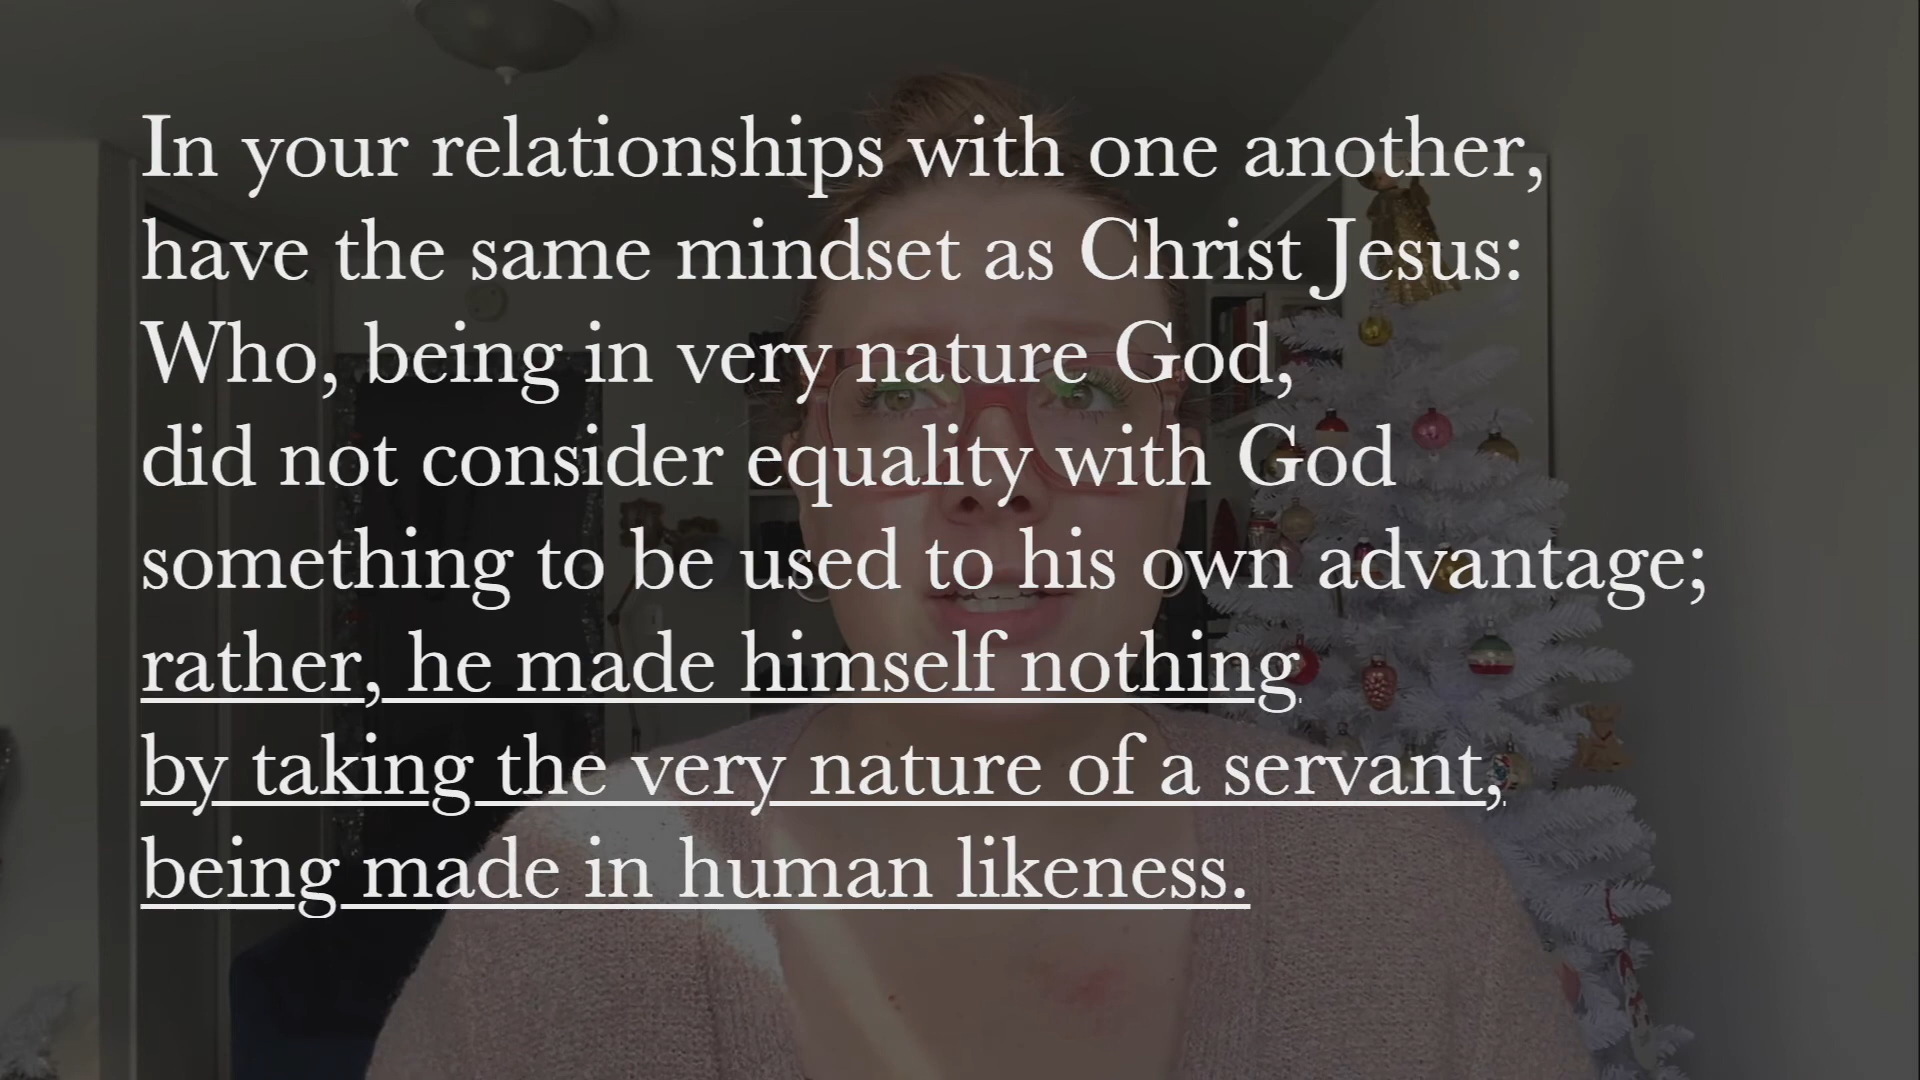 In your relationships with one another,
have the same mindset as Christ Jesus:
Who, being in very nature God,
did not consider equality with God
something to be used to his own advantage;
rather, he made himself nothing
by taking the very nature of a servant,
being made in human likeness.